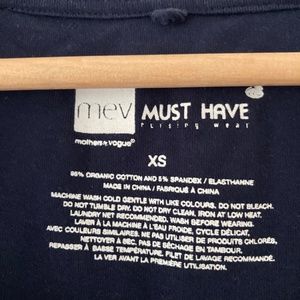 mev MUST HAVE
nursing wear
mothers en vogue
XS
95% ORGANIC COTTON AND 5% SPANDEX / ELASTHANNE
MADE IN CHINA / FABRIQUÉ À CHINA
MACHINE WASH COLD GENTLY WITH LIKE COLOURS. DO NOT BLEACH.
DO NOT TUMBLE DRY. DO NOT DRY CLEAN. IRON AT LOW HEAT.
LAUNDRY NET RECOMMENDED. WASH BEFORE WEARING.
LAVER À LA MACHINE À L'EAU FROIDE, CYCLE DÉLICAT,
AVEC COULEURS SIMILAIRES. NE PAS UTILISER DE PRODUITS CHLORÉS,
NETTOYER À SEC, PAS DE SÉCHAGE EN TAMBOUR.
REPASSER À BASSE TEMPÉRATURE. FILET DE LAVAGE RECOMMANDÉ.
LA VER AVANT LA PREMIÈRE UTILISATION.